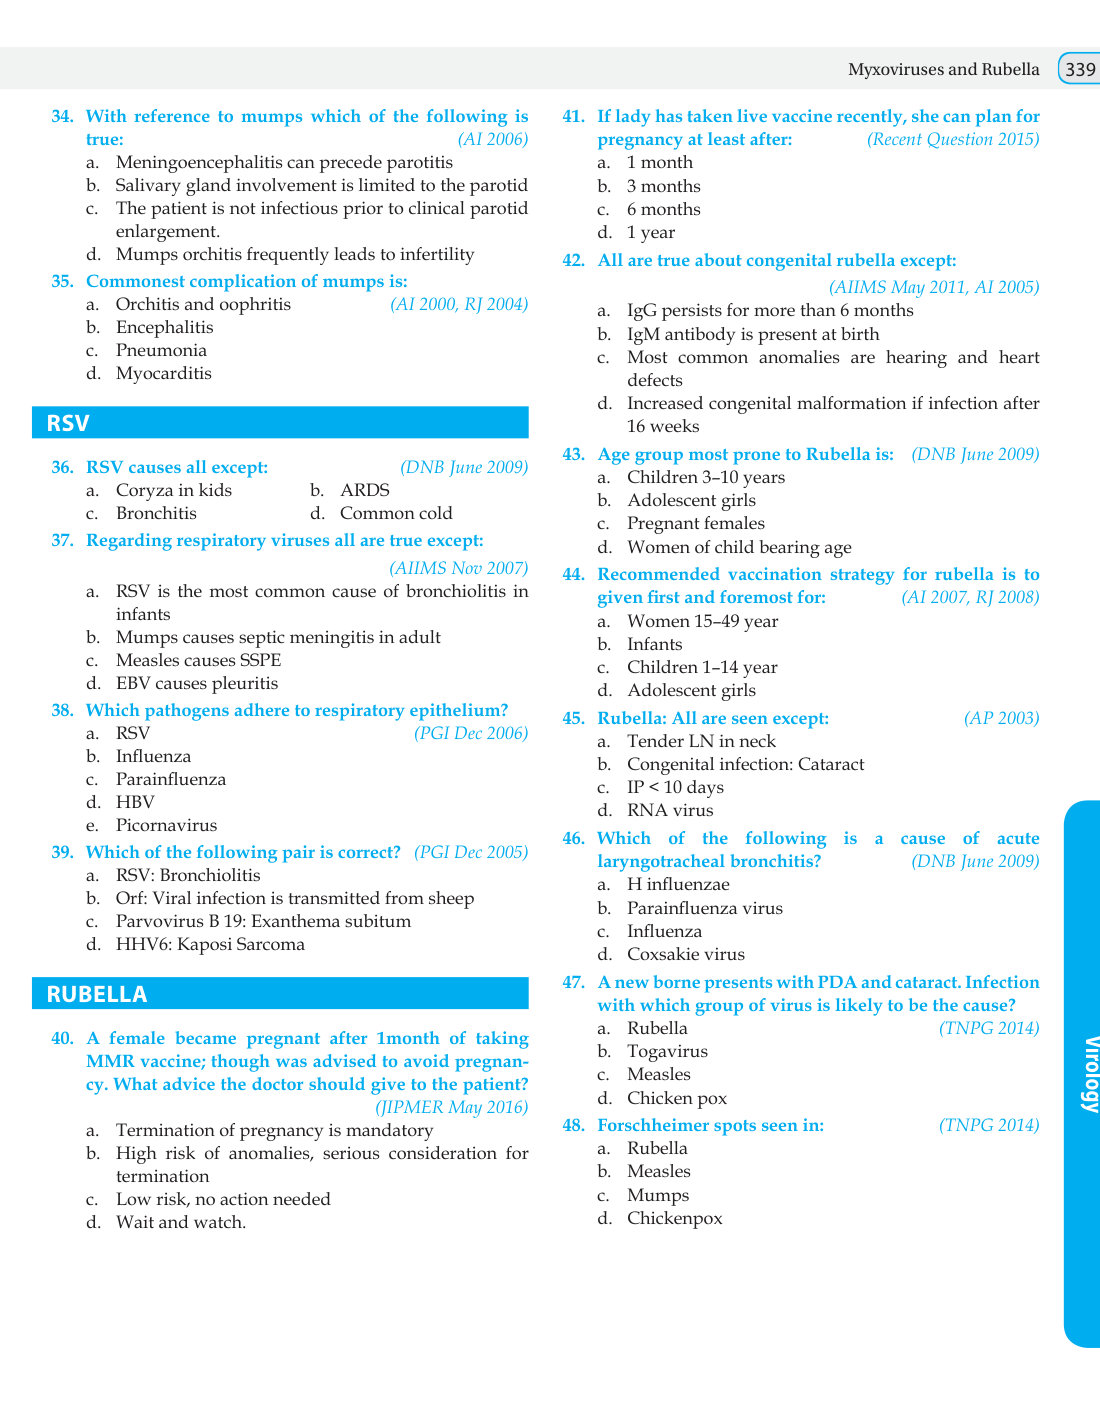 Myxoviruses and Rubella 339
34. With reference to mumps which of the following is
true: (AI 2006)
a. Meningoencephalitis can precede parotitis
b. Salivary gland involvement is limited to the parotid
c. The patient is not infectious prior to clinical parotid
enlargement.
d. Mumps orchitis frequently leads to infertility
35. Commonest complication of mumps is:
a. Orchitis and oophritis (AI 2000, RJ 2004)
b. Encephalitis
c. Pneumonia
d. Myocarditis
RSV
36. RSV causes all except: (DNB June 2009)
a. Coryza in kids b. ARDS
c. Bronchitis d. Common cold
37. Regarding respiratory viruses all are true except:
(AIIMS Nov 2007)
a. RSV is the most common cause of bronchiolitis in
infants
b. Mumps causes septic meningitis in adult
c. Measles causes SSPE
d. EBV causes pleuritis
38. Which pathogens adhere to respiratory epithelium?
a. RSV (PGI Dec 2006)
b. Influenza
c. Parainfluenza
d. HBV
e. Picornavirus
39. Which of the following pair is correct? (PGI Dec 2005)
a. RSV: Bronchiolitis
b. Orf: Viral infection is transmitted from sheep
c. Parvovirus B 19: Exanthema subitum
d. HHV6: Kaposi Sarcoma
RUBELLA
40. A female became pregnant after 1month of taking
MMR vaccine; though was advised to avoid pregnan-
cy. What advice the doctor should give to the patient?
(JIPMER May 2016)
a. Termination of pregnancy is mandatory
b. High risk of anomalies, serious consideration for
termination
c. Low risk, no action needed
d. Wait and watch.
41. If lady has taken live vaccine recently, she can plan for
pregnancy at least after: (Recent Question 2015)
a. 1 month
b. 3 months
c. 6 months
d. 1 year
42. All are true about congenital rubella except:
(AIIMS May 2011, AI 2005)
a. IgG persists for more than 6 months
b. IgM antibody is present at birth
c. Most common anomalies are hearing and heart
defects
d. Increased congenital malformation if infection after
16 weeks
43. Age group most prone to Rubella is: (DNB June 2009)
a. Children 3–10 years
b. Adolescent girls
c. Pregnant females
d. Women of child bearing age
44. Recommended vaccination strategy for rubella is to
given first and foremost for: (AI 2007, RJ 2008)
a. Women 15–49 year
b. Infants
c. Children 1–14 year
d. Adolescent girls
45. Rubella: All are seen except: (AP 2003)
a. Tender LN in neck
b. Congenital infection: Cataract
c. IP < 10 days
d. RNA virus
46. Which of the following is a cause of acute
laryngotracheal bronchitis? (DNB June 2009)
a. H influenzae
b. Parainfluenza virus
c. Influenza
d. Coxsakie virus
47. A new borne presents with PDA and cataract. Infection
with which group of virus is likely to be the cause?
a. Rubella (TNPG 2014)
b. Togavirus
c. Measles
d. Chicken pox
48. Forschheimer spots seen in: (TNPG 2014)
a. Rubella
b. Measles
c. Mumps
d. Chickenpox
Virology